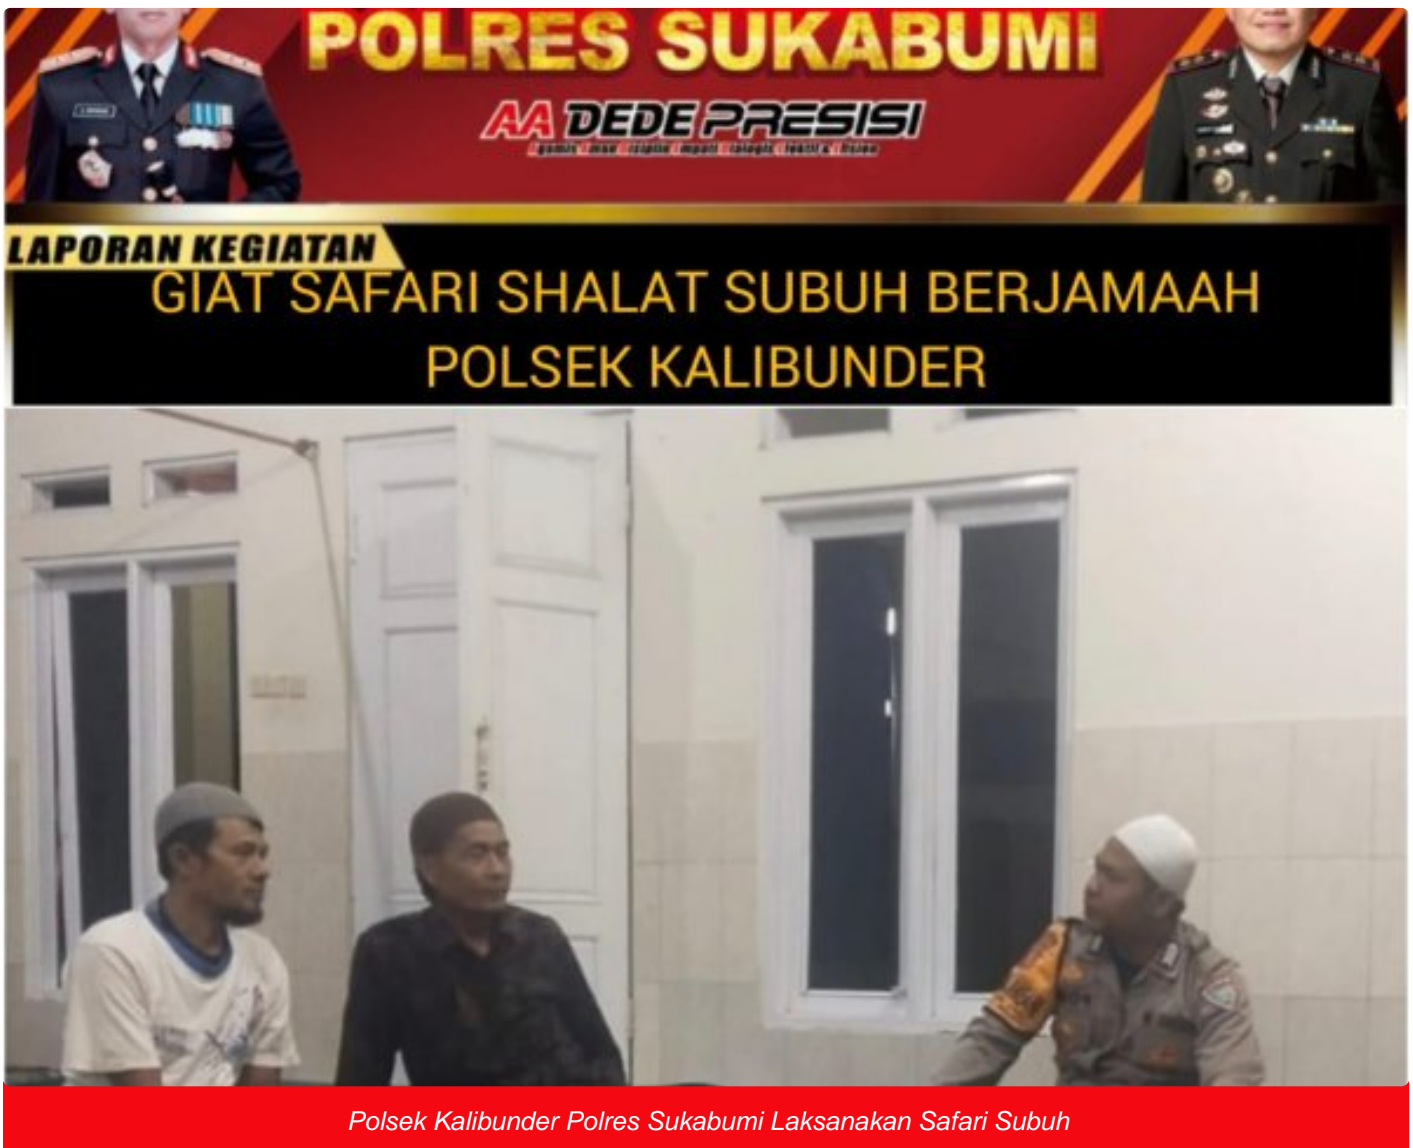 POLRES SUKABUMI
AA DEDE PRESISI
LAPORAN KEGIATAN
GIAT SAFARI SHALAT SUBUH BERJAMAAH
POLSEK KALIBUNDER
Polsek Kalibunder Polres Sukabumi Laksanakan Safari Subuh